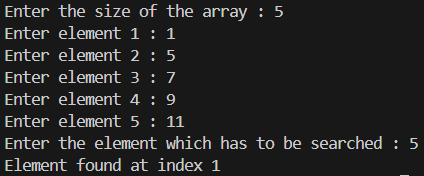 Enter the size of the array : 5
Enter element 1 : 1
Enter element 2 : 5
Enter element 3 : 7
Enter element 4 : 9
Enter element 5 : 11
Enter the element which has to be searched : 5
Element found at index 1